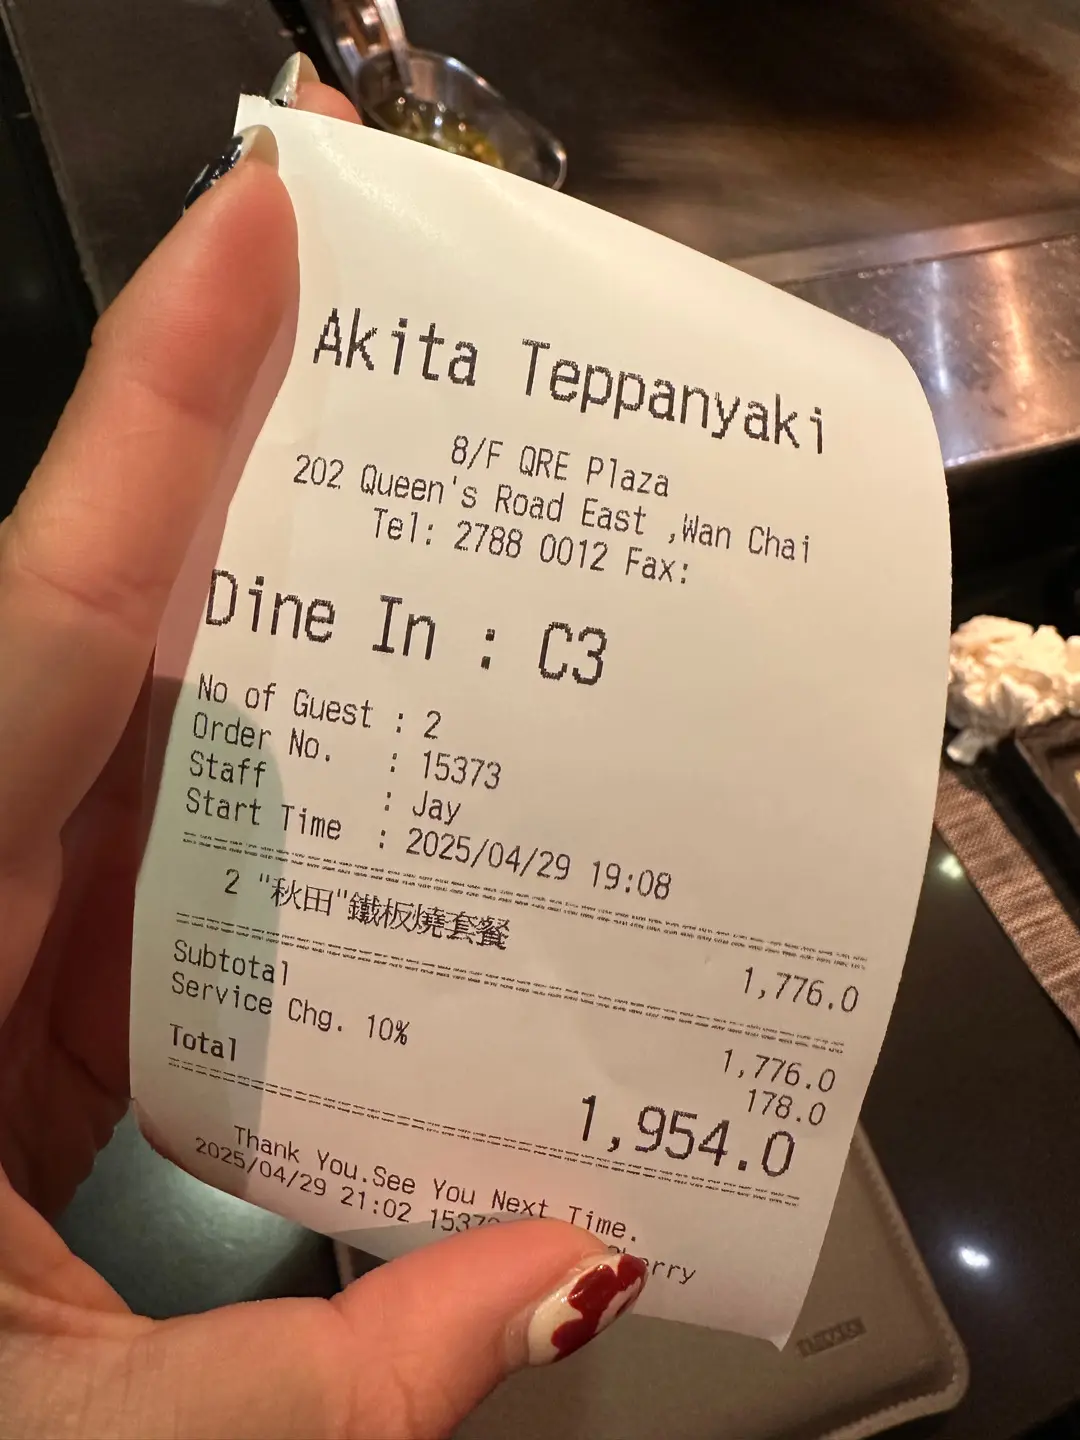 Akita Teppanyaki
8/F QRE Plaza
202 Queen's Road East ,Wan Chai
Tel: 2788 0012 Fax:
Dine In : C3
No of Guest : 2
Order No. : 15373
Staff : Jay
Start Time : 2025/04/29 19:08
2 "秋田"鐵板燒套餐 1,776.0
Subtotal 1,776.0
Service Chg. 10% 178.0
Total 1,954.0
Thank You.See You Next Time.
2025/04/29 21:02